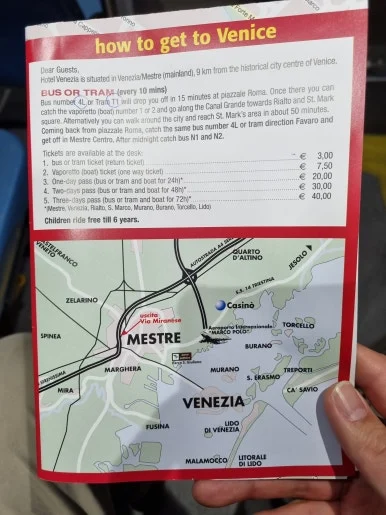 how to get to Venice
Dear Guests,
Hotel Venezia is situated in Venezia/Mestre (mainland), 9 km from the historical city centre of Venice.
BUS OR TRAM (every 10 mins)
Bus number 4L or Tram T1 will drop you off in 15 minutes at piazzale Roma. Once there you can
catch the vaporetto (boat) number 1 or 2 and go along the Canal Grande towards Rialto and St. Mark
square. Alternatively you can walk around the city and reach St. Mark's area in about 50 minutes.
Coming back from piazzale Roma, catch the same bus number 4L or tram direction Favaro and
get off in Mestre Centro. After midnight catch bus N1 and N2.
Tickets are available at the desk:
1. bus or tram ticket (return ticket) € 3,00
2. Vaporetto (boat) ticket (one way ticket) € 7,50
3. One-day pass (bus or tram and boat for 24h)* € 20,00
4. Two-days pass (bus or tram and boat for 48h)* € 30,00
5. Three-days pass (bus or tram and boat for 72h)* € 40,00
*(Mestre, Venezia, Rialto, S. Marco, Murano, Burano, Torcello, Lido)
Children ride free till 6 years.
CASTELFRANCO
VENETO
AUTOSTRADA A4
QUARTO
D'ALTINO
JESOLO
S.S. 14 TRIESTINA
ZELARINO
Casinò
uscita
Via Miranese
Aeroporto Internazionale
"MARCO POLO"
TORCELLO
SPINEA
MESTRE
BURANO
MARGHERA
MURANO
TREPORTI
S. ERASMO
CA' SAVIO
MIRA
VENEZIA
FUSINA
LIDO
DI VENEZIA
MALAMOCCO
LITORALE
DI LIDO